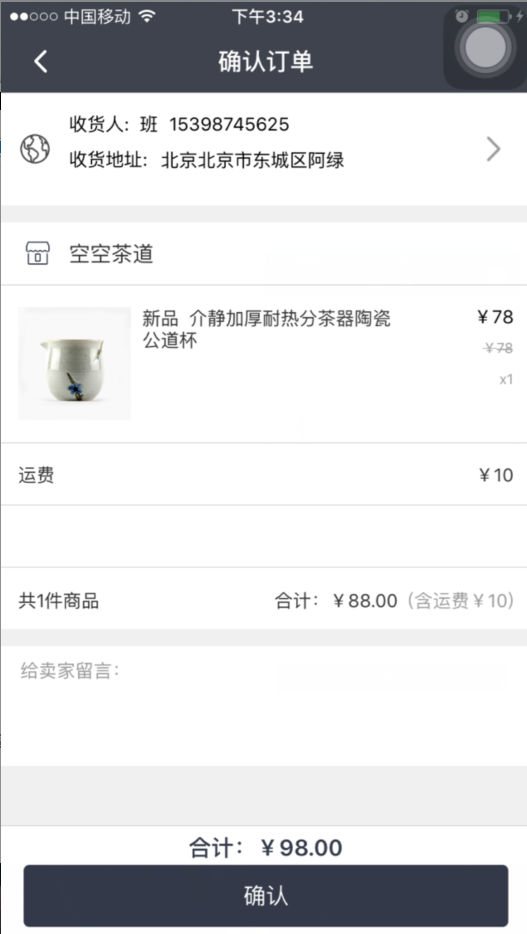 中国移动 下午3:34
确认订单
收货人: 班 15398745625
收货地址: 北京北京市东城区阿绿
空空茶道
新品 介静加厚耐热分茶器陶瓷 ¥78
公道杯 ¥78
x1
运费 ¥10
共1件商品 合计: ¥88.00 (含运费¥10)
给卖家留言:
合计: ¥98.00
确认